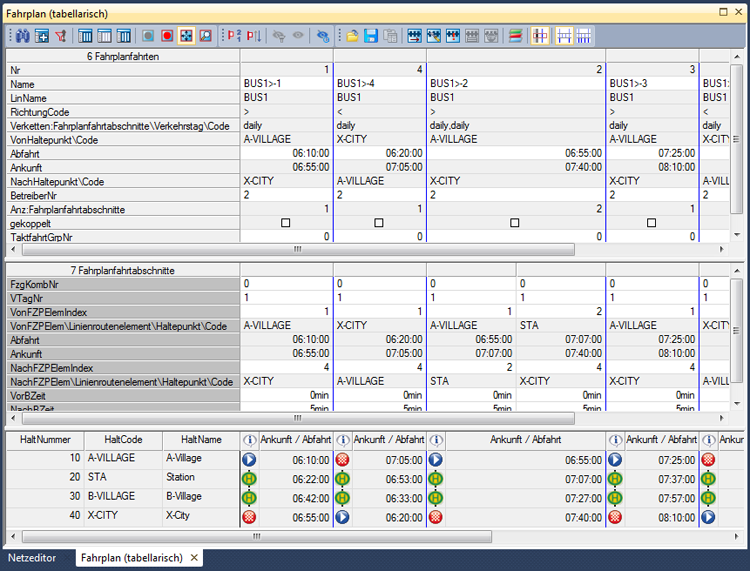 Fahrplan (tabellarisch)
6 Fahrplanfahrten
Nr 1 4 2 3
Name BUS1>-1 BUS1>-4 BUS1>-2 BUS1>-3 BUS1>
LinName BUS1 BUS1 BUS1 BUS1 BUS1
RichtungCode > < > > <
Verketten:Fahrplanfahrtabschnitte\Verkehrstag\Code daily daily daily,daily daily daily
VonHaltepunkt\Code A-VILLAGE X-CITY A-VILLAGE A-VILLAGE X-CITY
Abfahrt 06:10:00 06:20:00 06:55:00 07:25:00
Ankunft 06:55:00 07:05:00 07:40:00 08:10:00
NachHaltepunkt\Code X-CITY A-VILLAGE X-CITY X-CITY A-VILL
BetreiberNr 2 2 2 2 2
Anz:Fahrplanfahrtabschnitte 1 1 2 1
gekoppelt
TaktfahrtGrpNr 0 0 0 0
7 Fahrplanfahrtabschnitte
FzgKombNr 0 0 0 0 0 0
VTagNr 1 1 1 1 1 1
VonFZPElemIndex 1 1 1 2 1
VonFZPElem\Linienroutenelement\Haltepunkt\Code A-VILLAGE X-CITY A-VILLAGE STA A-VILLAGE X-CITY
Abfahrt 06:10:00 06:20:00 06:55:00 07:07:00 07:25:00
Ankunft 06:55:00 07:05:00 07:07:00 07:40:00 08:10:00
NachFZPElemIndex 4 4 2 4 4
NachFZPElem\Linienroutenelement\Haltepunkt\Code X-CITY A-VILLAGE STA X-CITY X-CITY A-VILL
VorBZeit 0min 0min 0min 0min 0min
NachBZeit 5min 5min 5min 5min 5min
HaltNummer HaltCode HaltName Ankunft / Abfahrt Ankunft / Abfahrt Ankunft / Abfahrt Ankunft / Abfahrt Ankun
10 A-VILLAGE A-Village 06:10:00 07:05:00 06:55:00 07:25:00
20 STA Station 06:22:00 06:53:00 07:07:00 07:37:00
30 B-VILLAGE B-Village 06:42:00 06:33:00 07:27:00 07:57:00
40 X-CITY X-City 06:55:00 06:20:00 07:40:00 08:10:00
Netzeditor Fahrplan (tabellarisch)